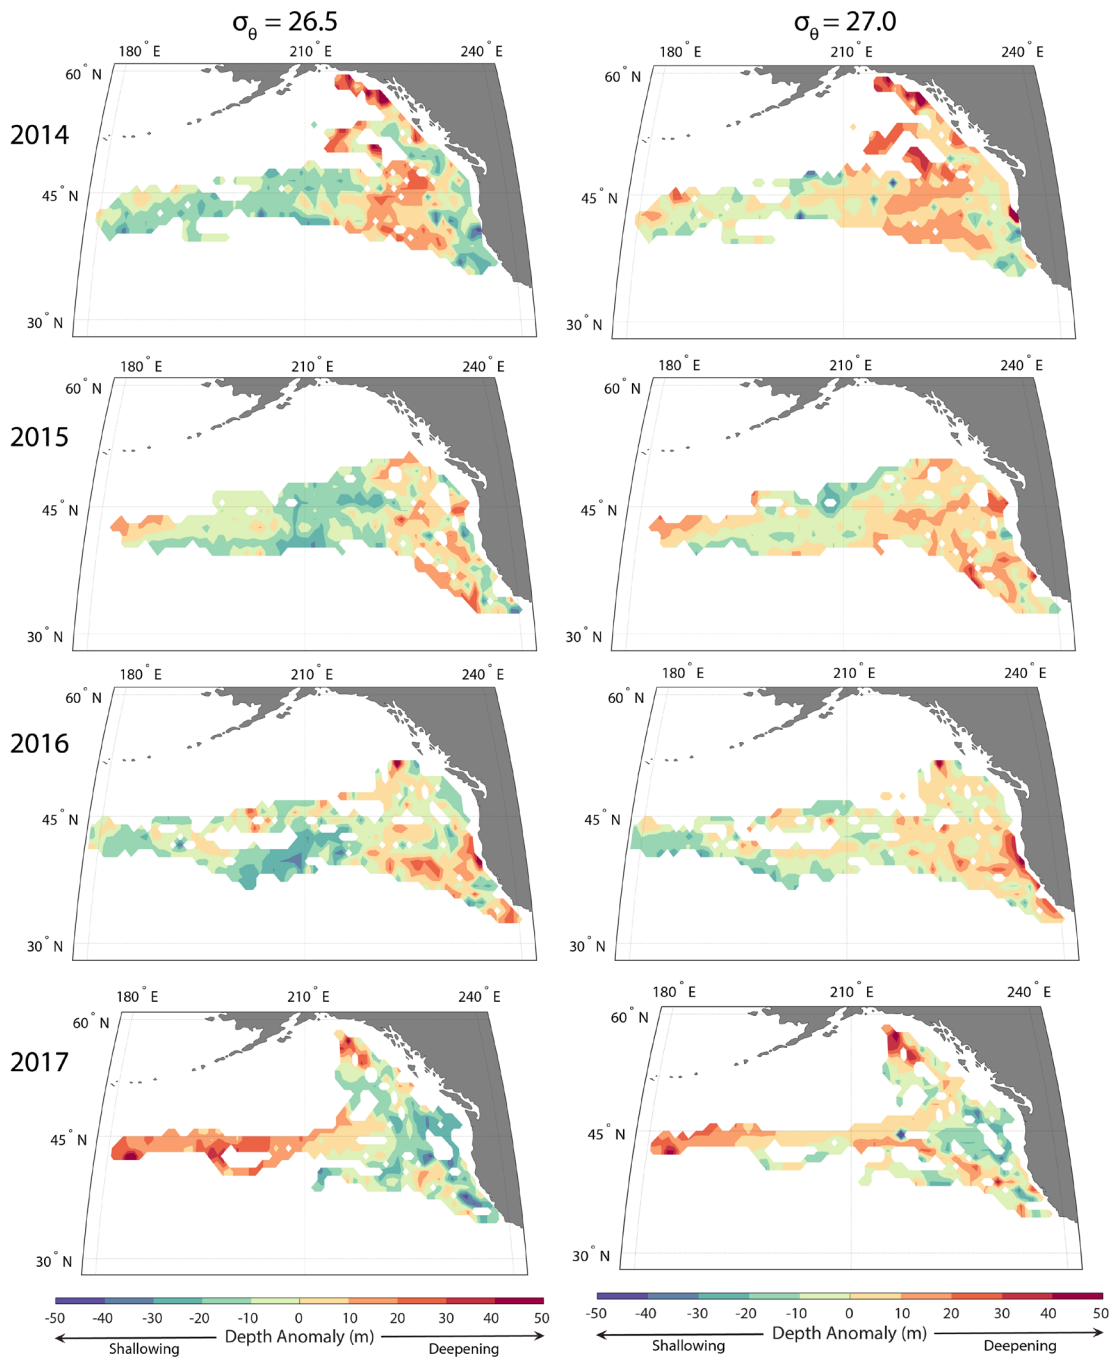 σθ = 26.5
σθ = 27.0
180° E 210° E 240° E
180° E 210° E 240° E
60° N
60° N
2014
45° N
45° N
30° N
30° N
180° E 210° E 240° E
180° E 210° E 240° E
60° N
60° N
2015
45° N
45° N
30° N
30° N
180° E 210° E 240° E
180° E 210° E 240° E
60° N
60° N
2016
45° N
45° N
30° N
30° N
180° E 210° E 240° E
180° E 210° E 240° E
60° N
60° N
2017
45° N
45° N
30° N
30° N
-50 -40 -30 -20 -10 0 10 20 30 40 50
Depth Anomaly (m)
Shallowing Deepening
-50 -40 -30 -20 -10 0 10 20 30 40 50
Depth Anomaly (m)
Shallowing Deepening